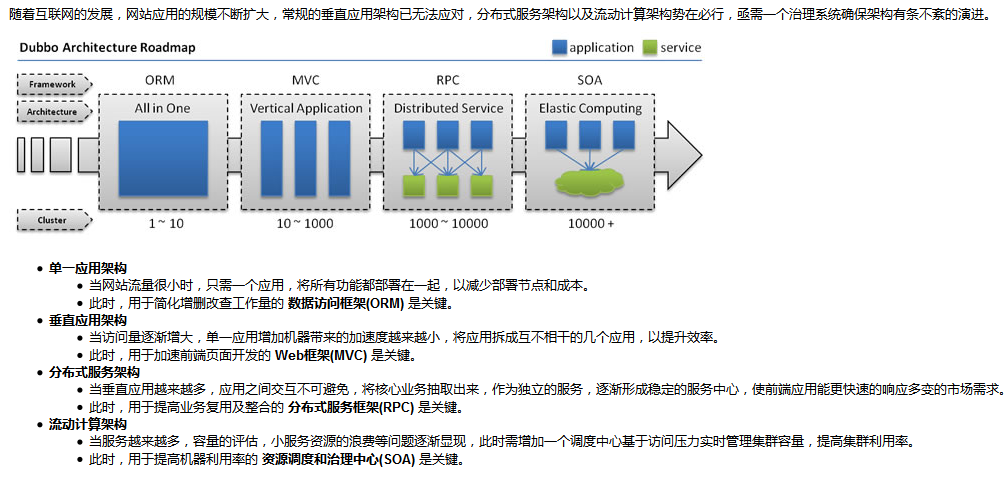 随着互联网的发展，网站应用的规模不断扩大，常规的垂直应用架构已无法应对，分布式服务架构以及流动计算架构势在必行，亟需一个治理系统确保架构有条不紊的演进。
Dubbo Architecture Roadmap
application
service
ORM
MVC
RPC
SOA
Framework
Architecture
All in One
Vertical Application
Distributed Service
Elastic Computing
Cluster
1 ~ 10
10 ~ 1000
1000 ~ 10000
10000 +
• 单一应用架构
• 当网站流量很小时，只需一个应用，将所有功能都部署在一起，以减少部署节点和成本。
• 此时，用于简化增删改查工作量的 数据访问框架(ORM) 是关键。
• 垂直应用架构
• 当访问量逐渐增大，单一应用增加机器带来的加速度越来越小，将应用拆成互不相干的几个应用，以提升效率。
• 此时，用于加速前端页面开发的 Web框架(MVC) 是关键。
• 分布式服务架构
• 当垂直应用越来越多，应用之间交互不可避免，将核心业务抽取出来，作为独立的服务，逐渐形成稳定的服务中心，使前端应用能更快速的响应多变的市场需求。
• 此时，用于提高业务复用及整合的 分布式服务框架(RPC) 是关键。
• 流动计算架构
• 当服务越来越多，容量的评估，小服务资源的浪费等问题逐渐显现，此时需增加一个调度中心基于访问压力实时管理集群容量，提高集群利用率。
• 此时，用于提高机器利用率的 资源调度和治理中心(SOA) 是关键。